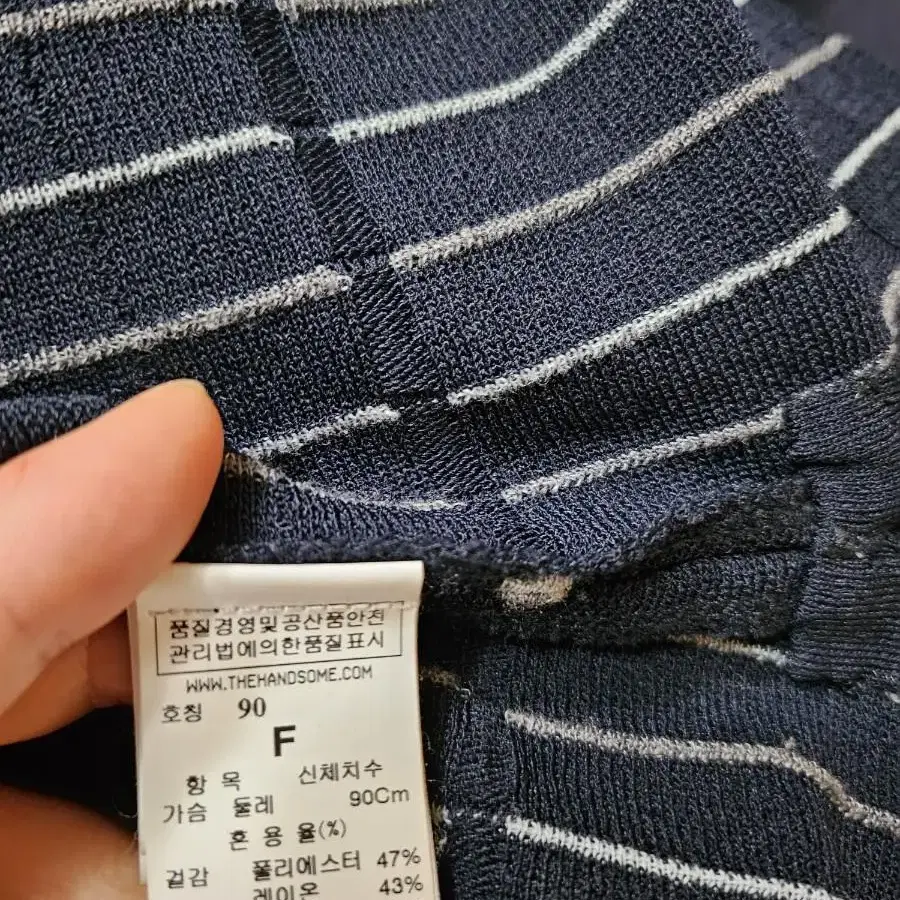 품질경영및공산품안전
관리법에의한품질표시
WWW.THEHANDSOME.COM
호칭 90
F
항 목 신체치수
가슴 둘레 90Cm
혼 용 율(%)
겉감 폴리에스터 47%
레이온 43%